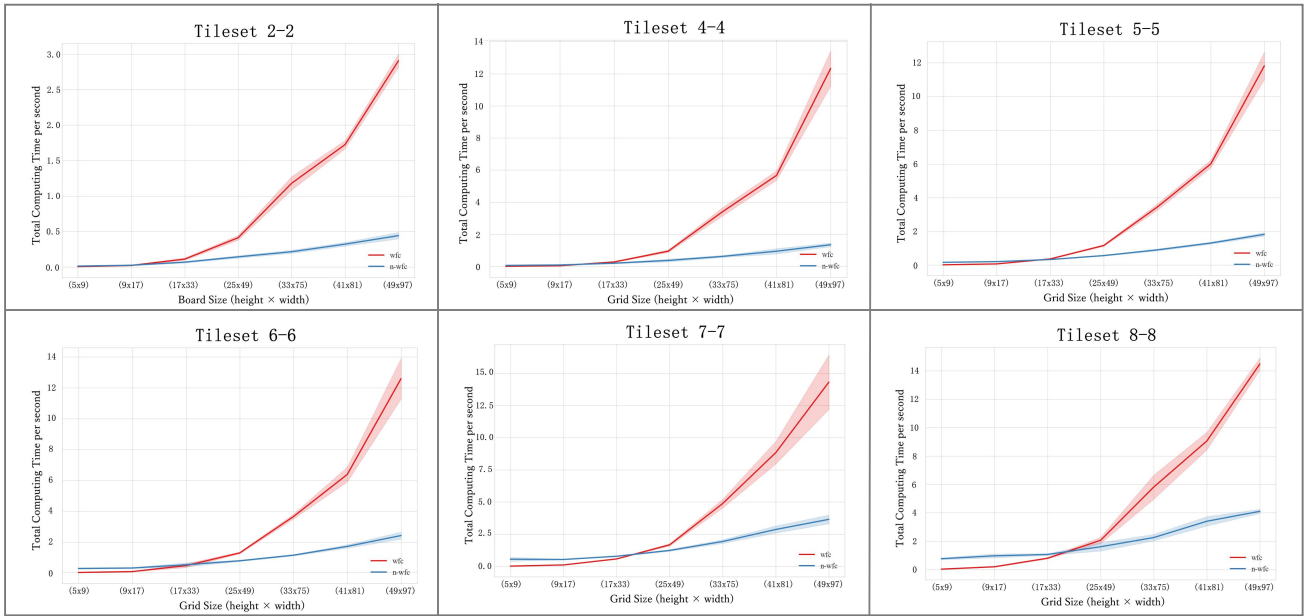 Tileset 2-2
Total Computing Time per second
3.0
2.5
2.0
1.5
1.0
0.5
0.0
(5x9) (9x17) (17x33) (25x49) (33x75) (41x81) (49x97)
Board Size (height × width)
wfc
n-wfc
Tileset 4-4
Total Computing Time per second
14
12
10
8
6
4
2
0
(5x9) (9x17) (17x33) (25x49) (33x75) (41x81) (49x97)
Grid Size (height × width)
wfc
n-wfc
Tileset 5-5
Total Computing Time per second
12
10
8
6
4
2
0
(5x9) (9x17) (17x33) (25x49) (33x75) (41x81) (49x97)
Grid Size (height × width)
wfc
n-wfc
Tileset 6-6
Total Computing Time per second
14
12
10
8
6
4
2
0
(5x9) (9x17) (17x33) (25x49) (33x75) (41x81) (49x97)
Grid Size (height × width)
wfc
n-wfc
Tileset 7-7
Total Computing Time per second
15.0
12.5
10.0
7.5
5.0
2.5
0.0
(5x9) (9x17) (17x33) (25x49) (33x75) (41x81) (49x97)
Grid Size (height × width)
wfc
n-wfc
Tileset 8-8
Total Computing Time per second
14
12
10
8
6
4
2
0
(5x9) (9x17) (17x33) (25x49) (33x75) (41x81) (49x97)
Grid Size (height × width)
wfc
n-wfc